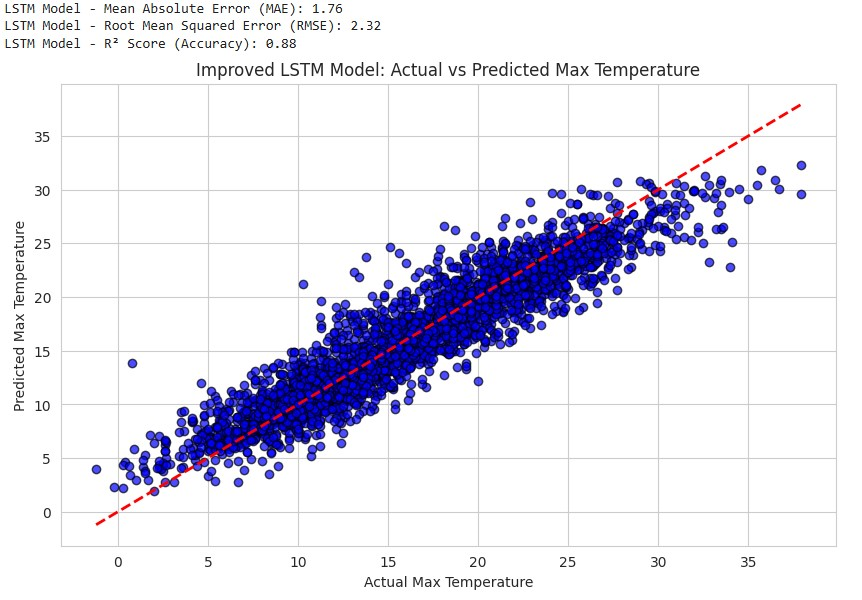 LSTM Model - Mean Absolute Error (MAE): 1.76
LSTM Model - Root Mean Squared Error (RMSE): 2.32
LSTM Model - R² Score (Accuracy): 0.88
Improved LSTM Model: Actual vs Predicted Max Temperature
Predicted Max Temperature
35
30
25
20
15
10
5
0
0 5 10 15 20 25 30 35
Actual Max Temperature